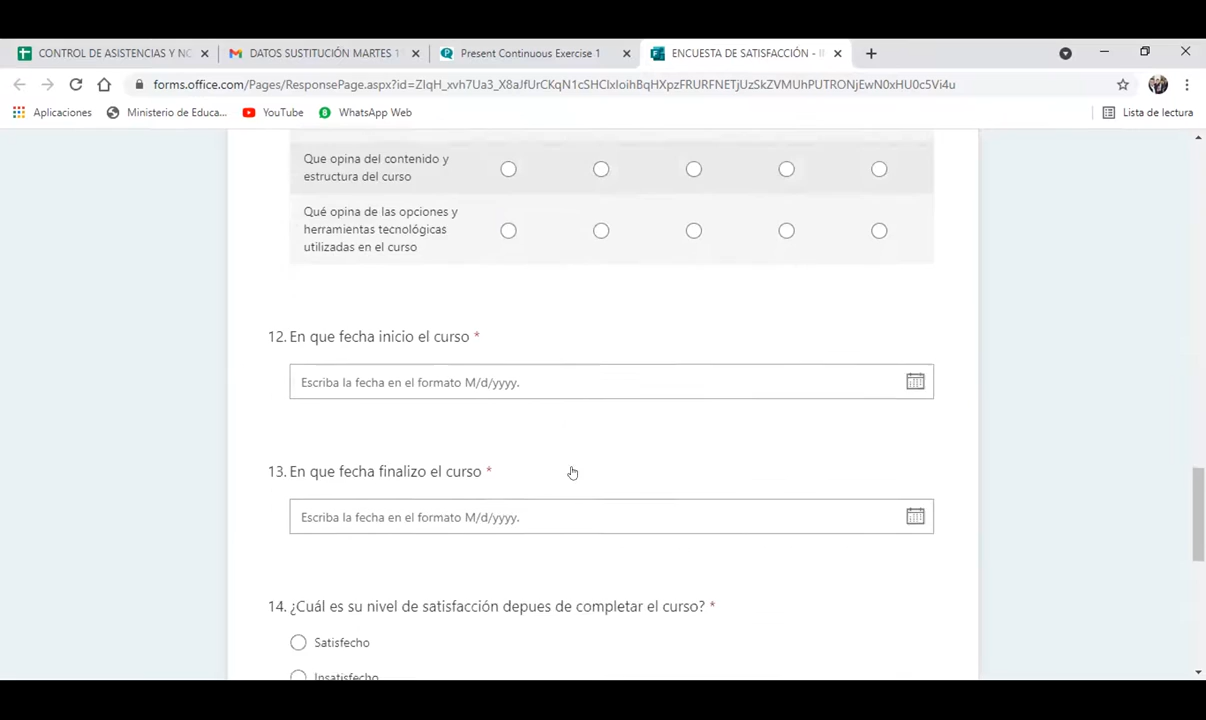 CONTROL DE ASISTENCIAS Y NO
DATOS SUSTITUCIÓN MARTES 1
Present Continuous Exercise 1
ENCUESTA DE SATISFACCIÓN - I
forms.office.com/Pages/ResponsePage.aspx?id=ZIqH_xvh7Ua3_X8aJfUrCKqN1cSHCIxIoihBqHXpzFRURFNETjUzSkZVMUhPUTRONjEwN0xHU0c5Vi4u
Aplicaciones
Ministerio de Educa...
YouTube
WhatsApp Web
Lista de lectura
Que opina del contenido y
estructura del curso
Qué opina de las opciones y
herramientas tecnológicas
utilizadas en el curso
12. En que fecha inicio el curso *
Escriba la fecha en el formato M/d/yyyy.
13. En que fecha finalizo el curso *
Escriba la fecha en el formato M/d/yyyy.
14. ¿Cuál es su nivel de satisfacción depues de completar el curso? *
Satisfecho
Insatisfecho